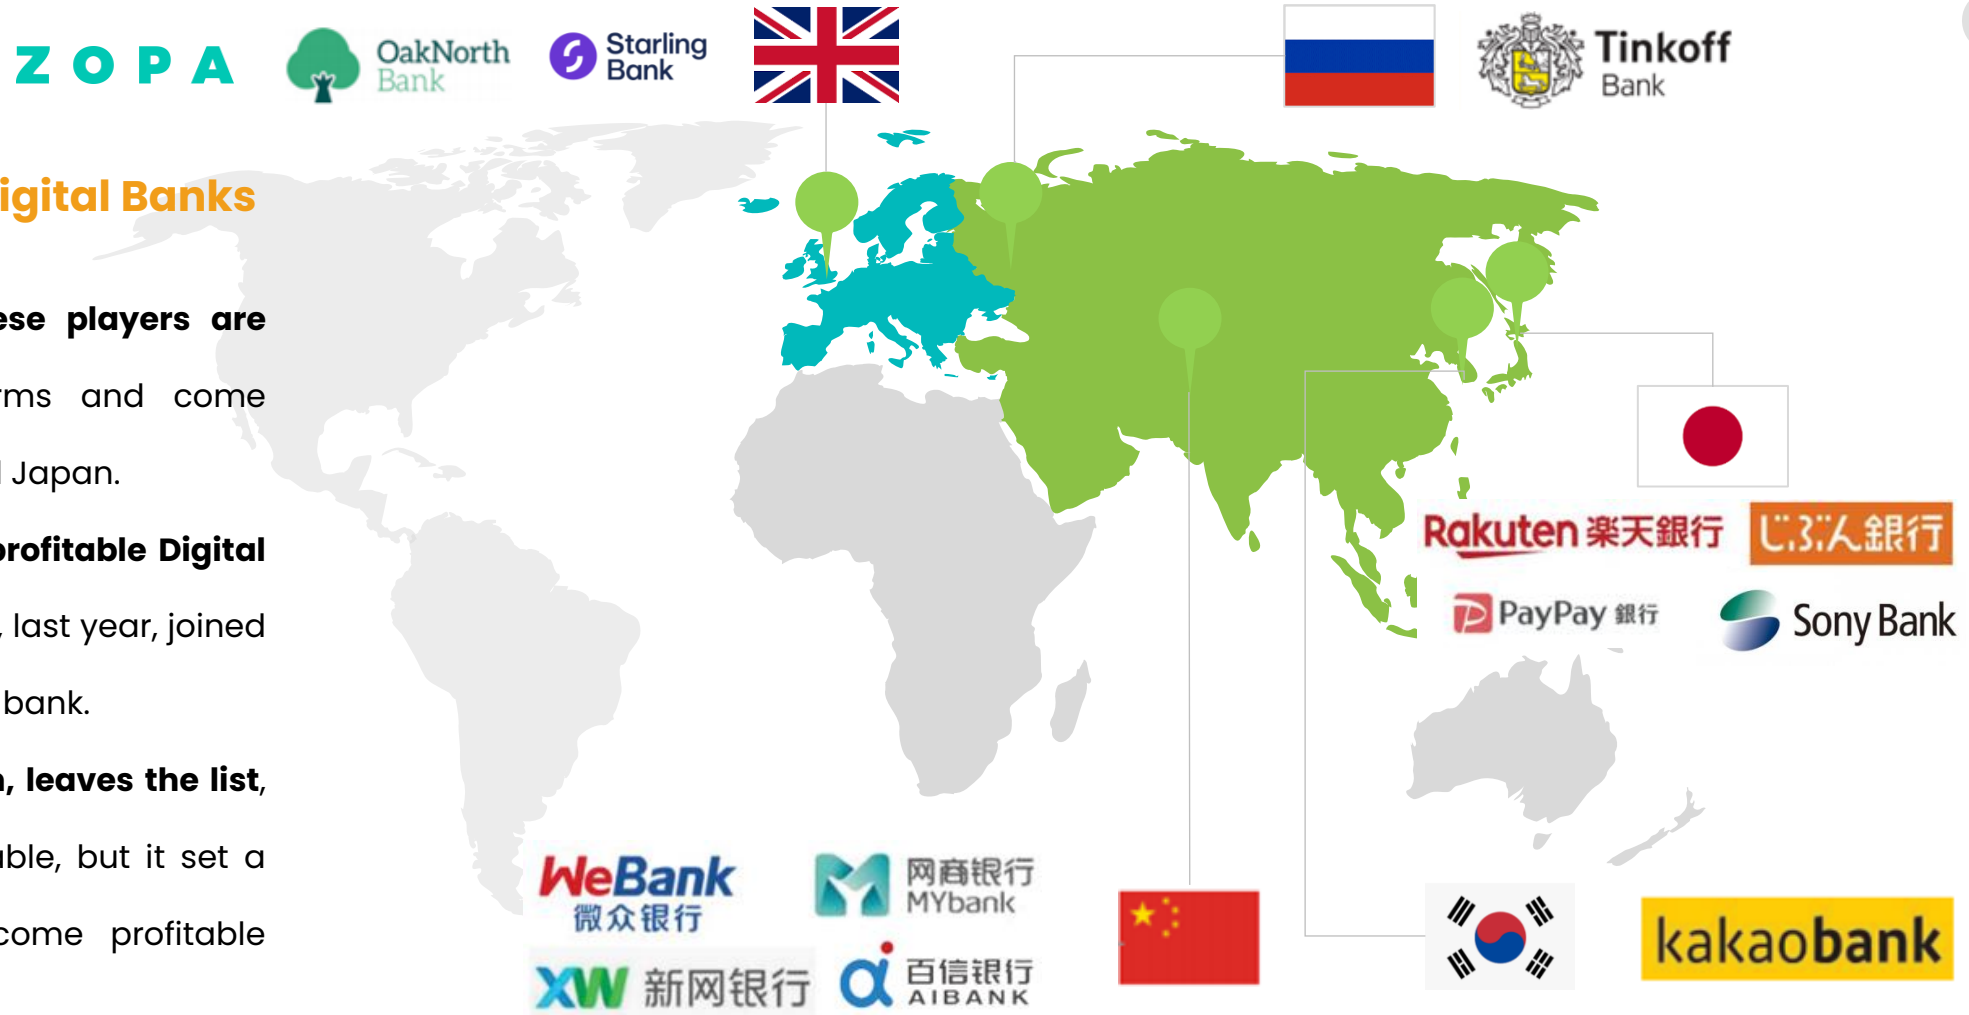 ZOPA
OakNorth
Bank
Starling
Bank
Tinkoff
Bank
igital Banks
ese players are
rms and come
Japan.
profitable Digital
, last year, joined
bank.
, leaves the list,
able, but it set a
come profitable
Rakuten 楽天銀行
じぶん銀行
PayPay 銀行
Sony Bank
WeBank
微众银行
网商银行
MYbank
XW 新网银行
百信银行
AIBANK
kakaobank